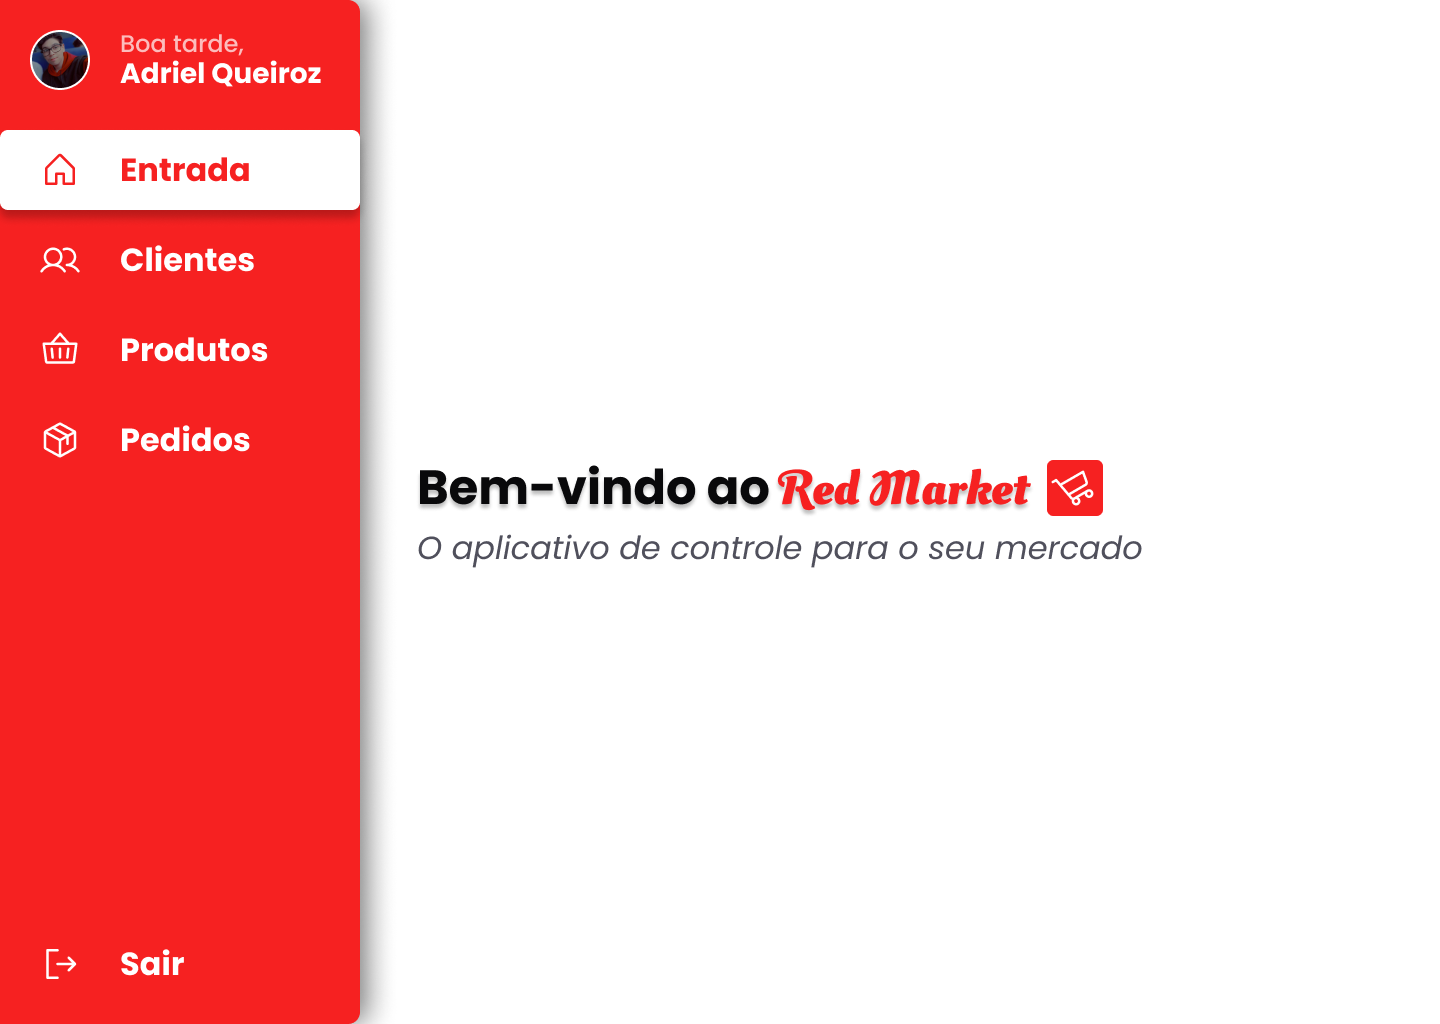 Boa tarde,
Adriel Queiroz
Entrada
Clientes
Produtos
Pedidos
Sair
Bem-vindo ao Red Market
O aplicativo de controle para o seu mercado